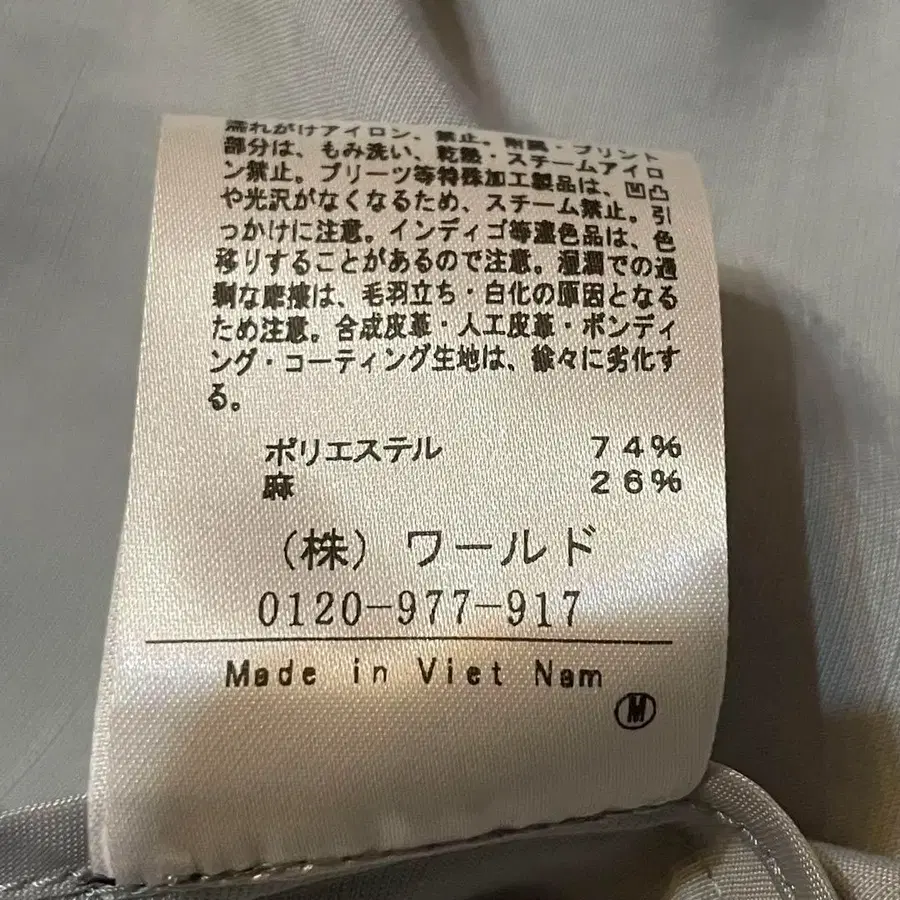 濡れがけアイロン、禁止。附属・プリント
部分は、もみ洗い、乾熱・スチームアイロ
ン禁止。プリーツ等特殊加工製品は、凹凸
や光沢がなくなるため、スチーム禁止。引
っかけに注意。インディゴ等濃色品は、色
移りすることがあるので注意。湿潤での過
剰な摩擦は、毛羽立ち・白化の原因となる
ため注意。合成皮革・人工皮革・ボンディ
ング・コーティング生地は、徐々に劣化す
る。
ポリエステル 74%
麻 26%
(株) ワールド
0120-977-917
Made in Viet Nam
M